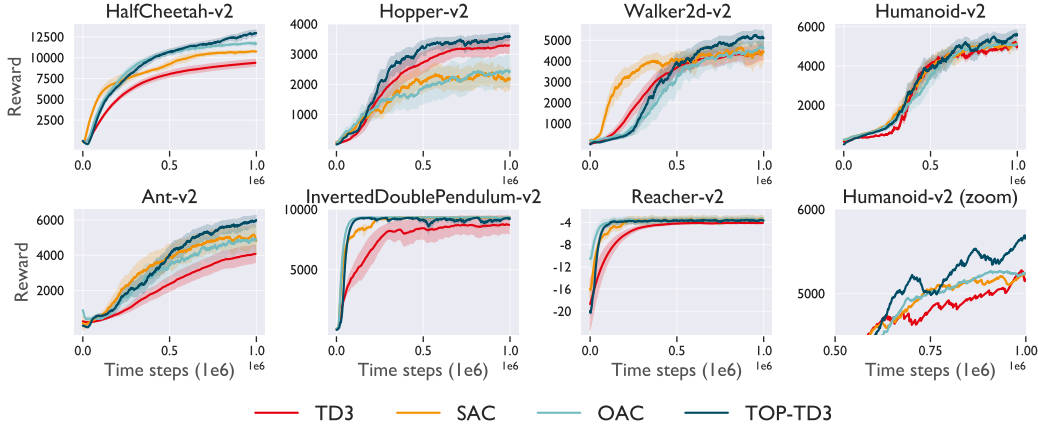 HalfCheetah-v2 Hopper-v2 Walker2d-v2 Humanoid-v2
Reward
12500
10000
7500
5000
2500
0.0 0.5 1.0
1e6
4000
3000
2000
1000
0.0 0.5 1.0
1e6
5000
4000
3000
2000
1000
0.0 0.5 1.0
1e6
6000
4000
2000
0.0 0.5 1.0
1e6
Ant-v2 InvertedDoublePendulum-v2 Reacher-v2 Humanoid-v2 (zoom)
Reward
6000
4000
2000
0.0 0.5 1.0
Time steps (1e6) 1e6
10000
5000
0.0 0.5 1.0
Time steps (1e6) 1e6
-4
-8
-12
-16
-20
0.0 0.5 1.0
Time steps (1e6) 1e6
6000
5000
0.50 0.75 1.00
Time steps (1e6) 1e6
TD3 SAC OAC TOP-TD3